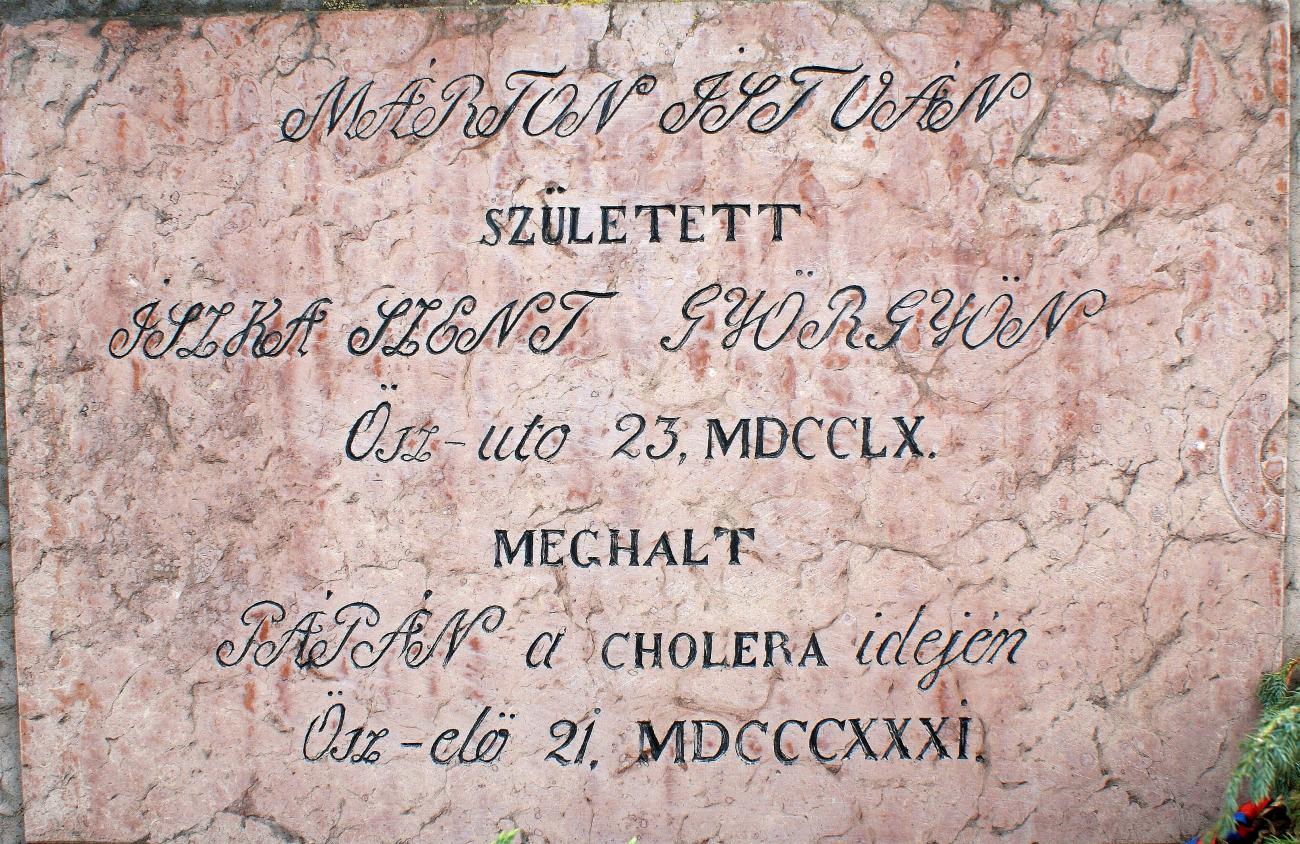 MÁRTON ISTVÁN
SZÜLETETT
ISZKA SZENT GYÖRGYÖN
Ösz-uto 23, MDCCLX.
MEGHALT
PÁPÁN a CHOLERA idején
Ösz-elö 21. MDCCCXXXI.